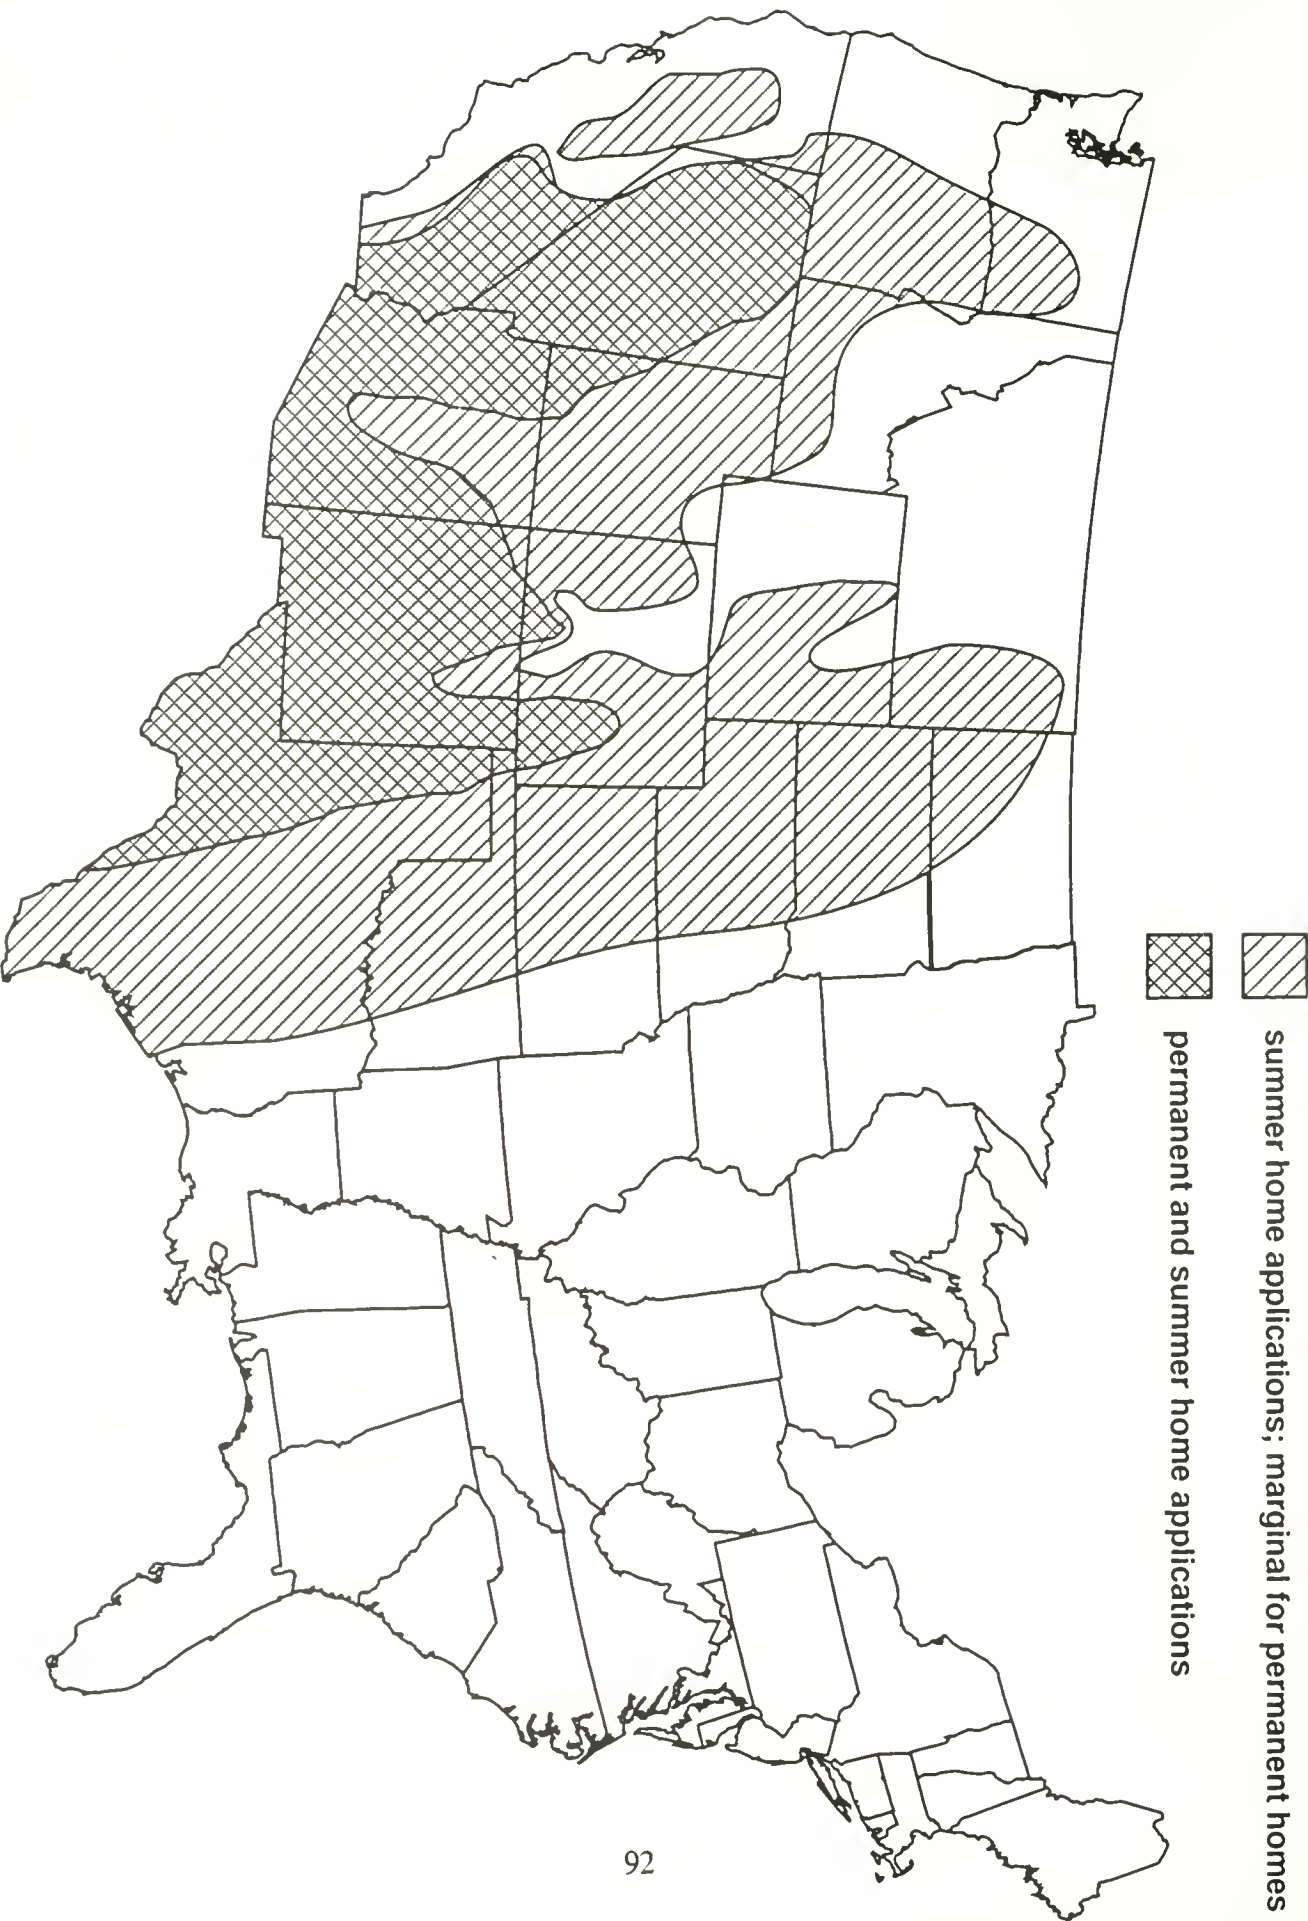 summer home applications; marginal for permanent homes
permanent and summer home applications
92